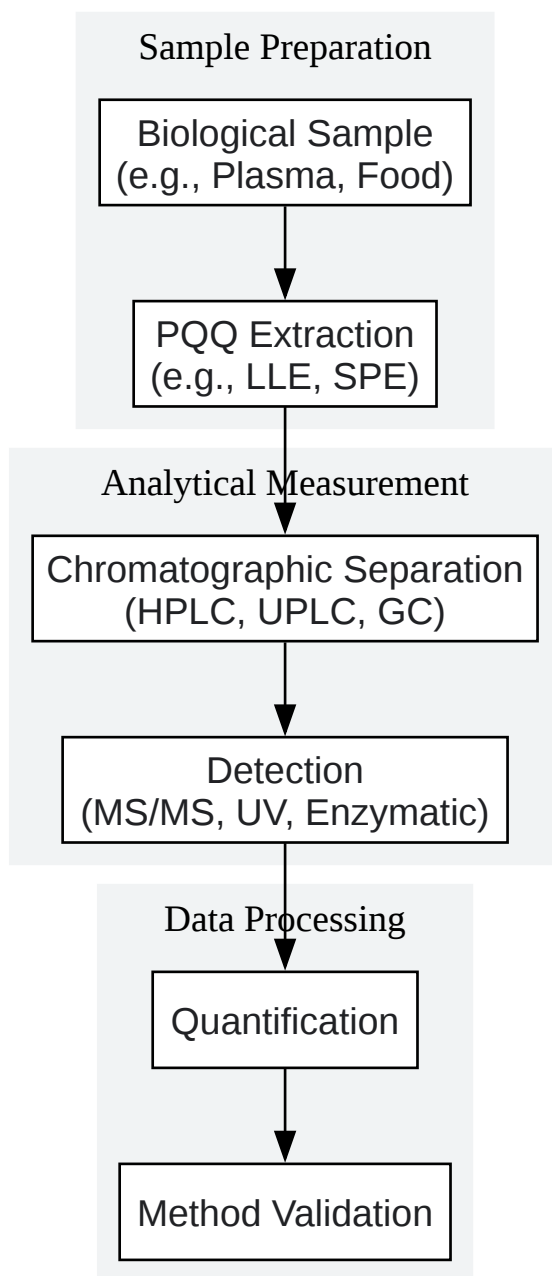 Sample Preparation
Biological Sample
(e.g., Plasma, Food)
PQQ Extraction
(e.g., LLE, SPE)
Analytical Measurement
Chromatographic Separation
(HPLC, UPLC, GC)
Detection
(MS/MS, UV, Enzymatic)
Data Processing
Quantification
Method Validation